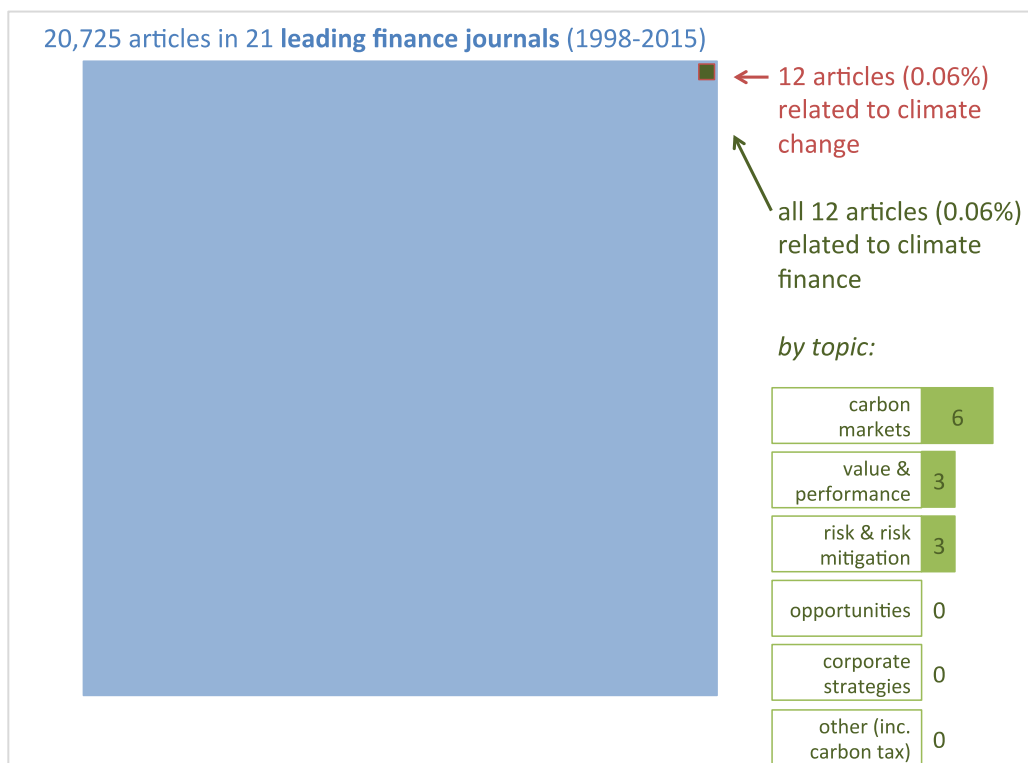 20,725 articles in 21 leading finance journals (1998-2015)
12 articles (0.06%)
related to climate
change
all 12 articles (0.06%)
related to climate
finance
by topic:
carbon
markets
6
value &
performance
3
risk & risk
mitigation
3
opportunities
0
corporate
strategies
0
other (inc.
carbon tax)
0